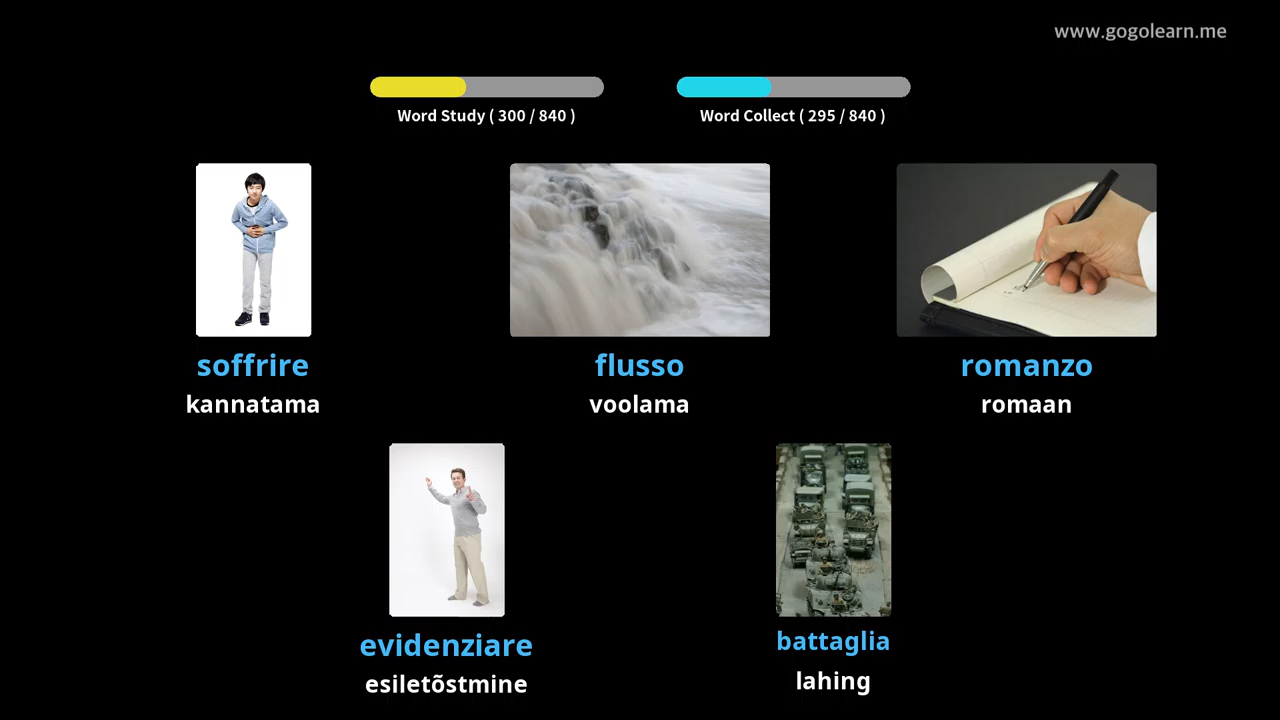 www.gogolearn.me
Word Study ( 300 / 840 )
Word Collect ( 295 / 840 )
soffrire
kannatama
flusso
voolama
romanzo
romaan
evidenziare
esiletõstmine
battaglia
lahing